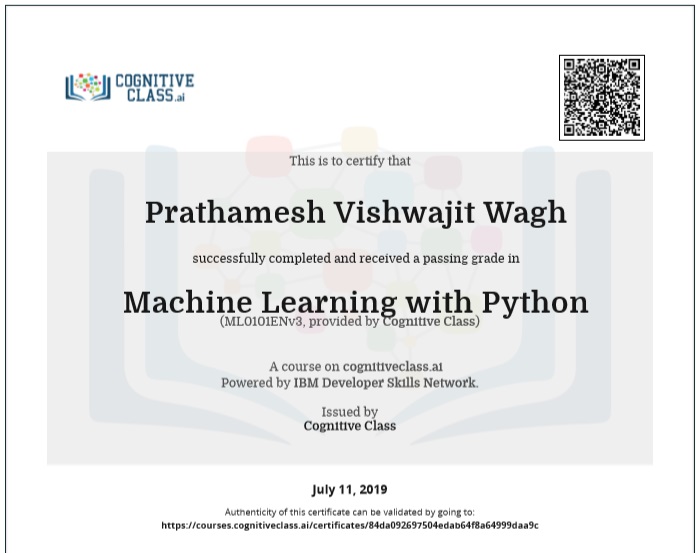 COGNITIVE
CLASS.ai
This is to certify that
Prathamesh Vishwajit Wagh
successfully completed and received a passing grade in
Machine Learning with Python
(ML0101ENv3, provided by Cognitive Class)
A course on cognitiveclass.ai
Powered by IBM Developer Skills Network.
Issued by
Cognitive Class
July 11, 2019
Authenticity of this certificate can be validated by going to:
https://courses.cognitiveclass.ai/certificates/84da092697504edab64f8a64999daa9c